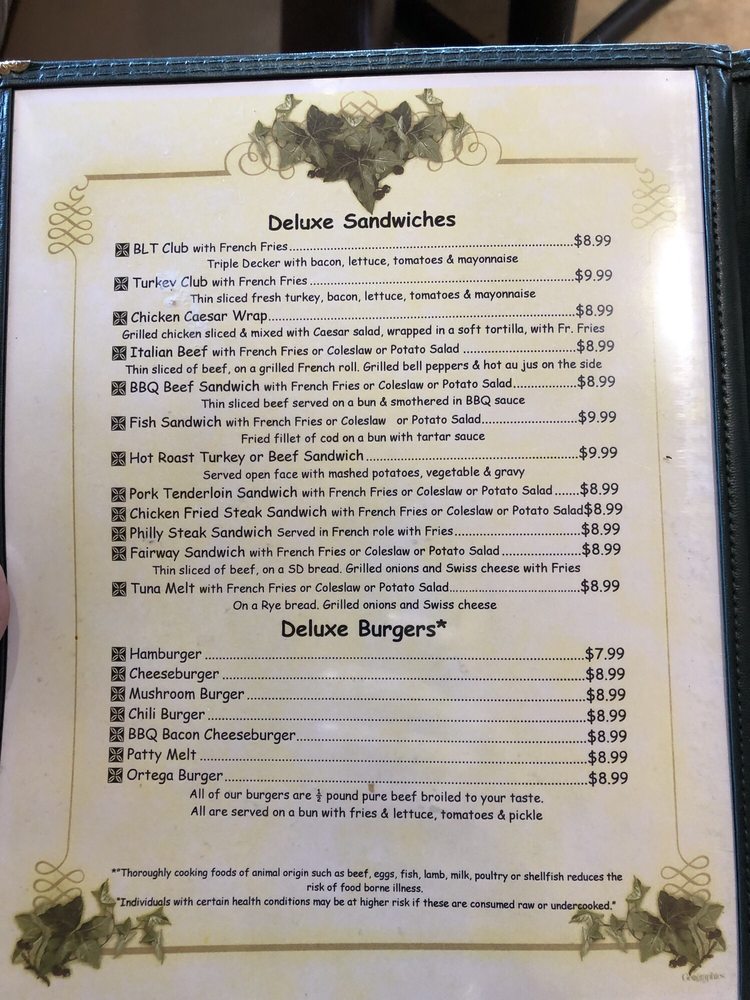 Deluxe Sandwiches
BLT Club with French Fries....................$8.99
Triple Decker with bacon, lettuce, tomatoes & mayonnaise
Turkey Club with French Fries....................$9.99
Thin sliced fresh turkey, bacon, lettuce, tomatoes & mayonnaise
Chicken Caesar Wrap....................$8.99
Grilled chicken sliced & mixed with Caesar salad, wrapped in a soft tortilla, with Fr. Fries
Italian Beef with French Fries or Coleslaw or Potato Salad....................$8.99
Thin sliced of beef, on a grilled French roll. Grilled bell peppers & hot au jus on the side
BBQ Beef Sandwich with French Fries or Coleslaw or Potato Salad....................$8.99
Thin sliced beef served on a bun & smothered in BBQ sauce
Fish Sandwich with French Fries or Coleslaw or Potato Salad....................$9.99
Fried fillet of cod on a bun with tartar sauce
Hot Roast Turkey or Beef Sandwich....................$9.99
Served open face with mashed potatoes, vegetable & gravy
Pork Tenderloin Sandwich with French Fries or Coleslaw or Potato Salad.......$8.99
Chicken Fried Steak Sandwich with French Fries or Coleslaw or Potato Salad$8.99
Philly Steak Sandwich Served in French role with Fries....................$8.99
Fairway Sandwich with French Fries or Coleslaw or Potato Salad....................$8.99
Thin sliced of beef, on a SD bread. Grilled onions and Swiss cheese with Fries
Tuna Melt with French Fries or Coleslaw or Potato Salad....................$8.99
On a Rye bread. Grilled onions and Swiss cheese
Deluxe Burgers*
Hamburger....................$7.99
Cheeseburger....................$8.99
Mushroom Burger....................$8.99
Chili Burger....................$8.99
BBQ Bacon Cheeseburger....................$8.99
Patty Melt....................$8.99
Ortega Burger....................$8.99
All of our burgers are ½ pound pure beef broiled to your taste.
All are served on a bun with fries & lettuce, tomatoes & pickle
*"Thoroughly cooking foods of animal origin such as beef, eggs, fish, lamb, milk, poultry or shellfish reduces the
risk of food borne illness.
"Individuals with certain health conditions may be at higher risk if these are consumed raw or undercooked."
Geographics